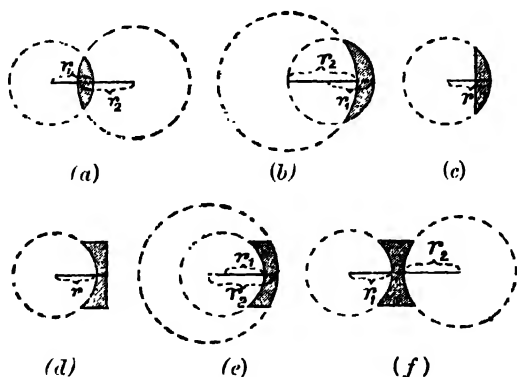 r₁ r₂
(a)
r₂ r₁
(b)
r
(c)
r
(d)
r₁
r₂
(e)
r₂
r₁
(f)